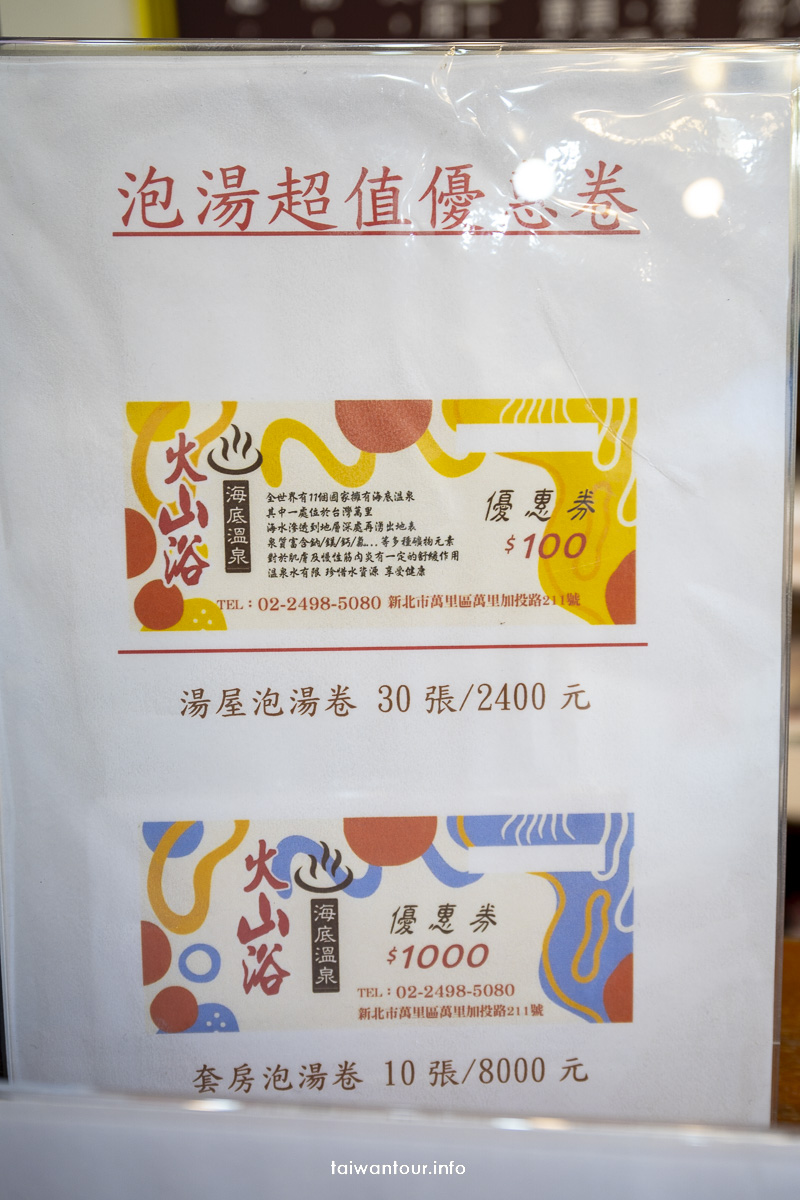 泡湯超值優惠卷
火山浴
海底溫泉
全世界有11個國家擁有海底溫泉
其中一處位於台灣萬里
海水滲透到地層深處再湧出地表
泉質富含鈉/鎂/鈣/氯...等多種礦物元素
對於肌膚及慢性筋肉炎有一定的舒緩作用
溫泉水有限 珍惜水資源 享受健康
優惠券
$100
TEL：02-2498-5080 新北市萬里區萬里加投路211號
湯屋泡湯卷 30 張/2400 元
火山浴
海底溫泉
優惠券
$1000
TEL：02-2498-5080
新北市萬里區萬里加投路211號
套房泡湯卷 10 張/8000 元
taiwantour.info